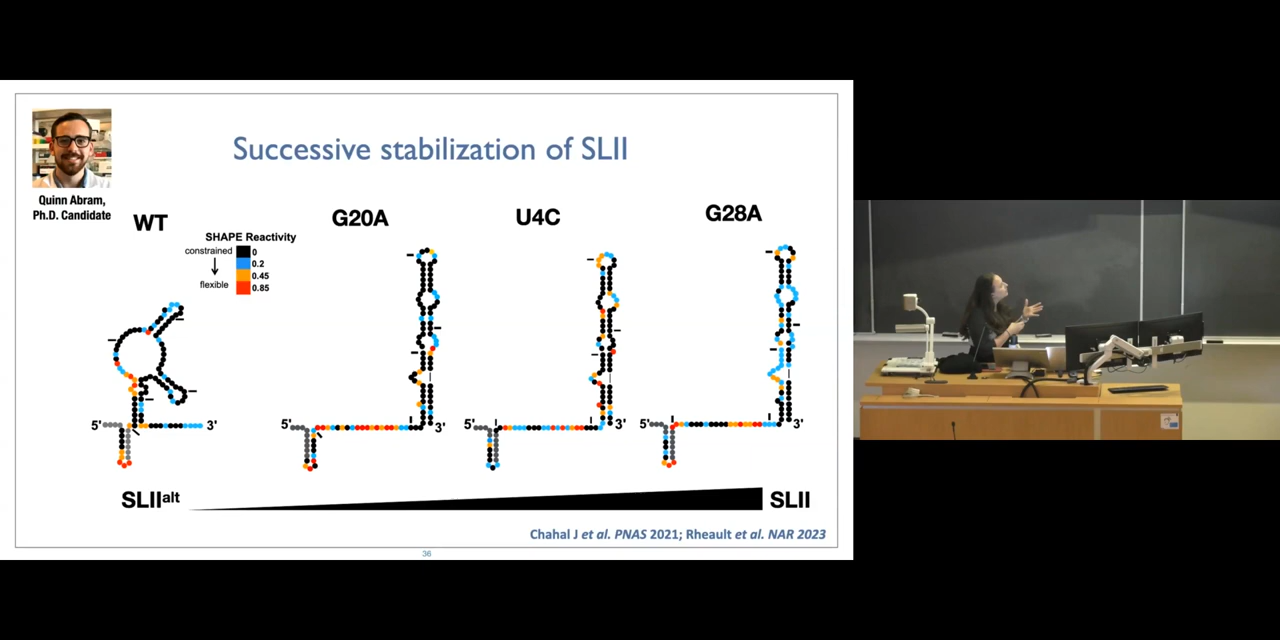 Successive stabilization of SLII
Quinn Abram,
Ph.D. Candidate
WT
G20A
U4C
G28A
SHAPE Reactivity
constrained
flexible
0
0.2
0.45
0.85
5'
3'
5'
3'
5'
3'
5'
3'
SLIIalt
SLII
Chahal J et al. PNAS 2021; Rheault et al. NAR 2023
36